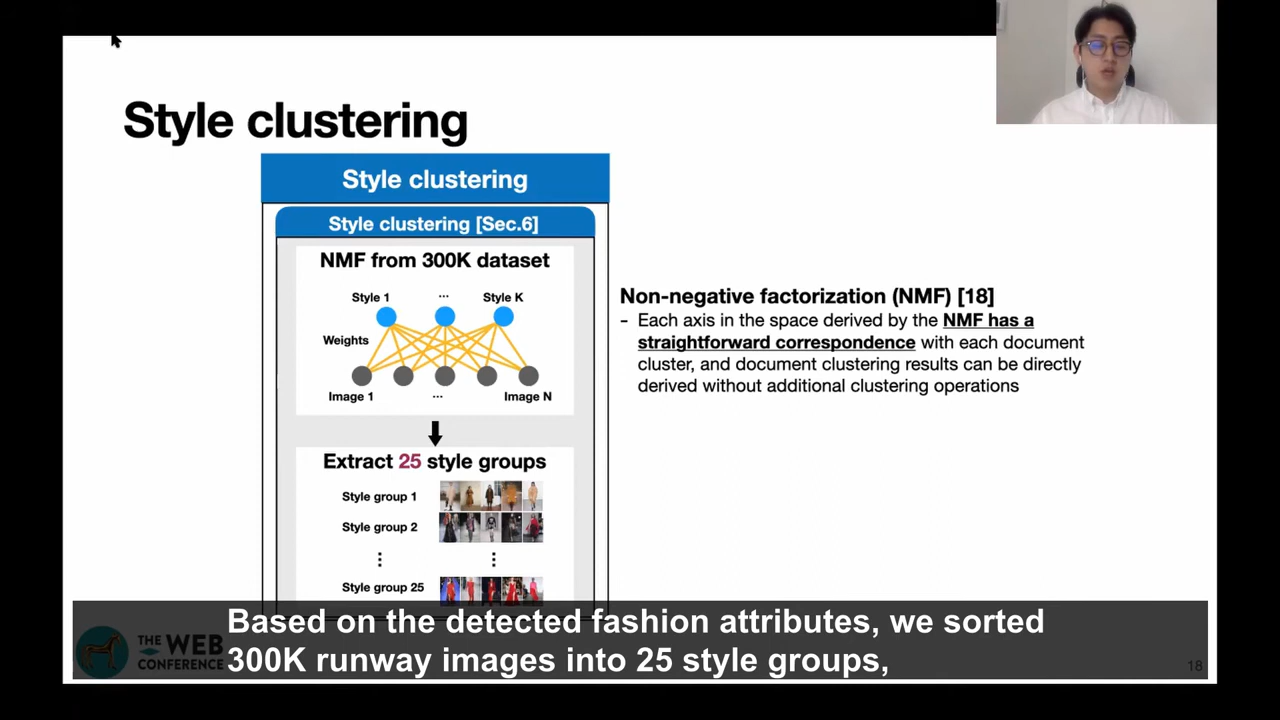 Style clustering
Style clustering
Style clustering [Sec.6]
NMF from 300K dataset
Style 1 ... Style K
Weights
Image 1 ... Image N
Extract 25 style groups
Style group 1
Style group 2
Style group 25
Non-negative factorization (NMF) [18]
- Each axis in the space derived by the NMF has a
straightforward correspondence with each document
cluster, and document clustering results can be directly
derived without additional clustering operations
Based on the detected fashion attributes, we sorted
300K runway images into 25 style groups,
THE WEB
CONFERENCE
18